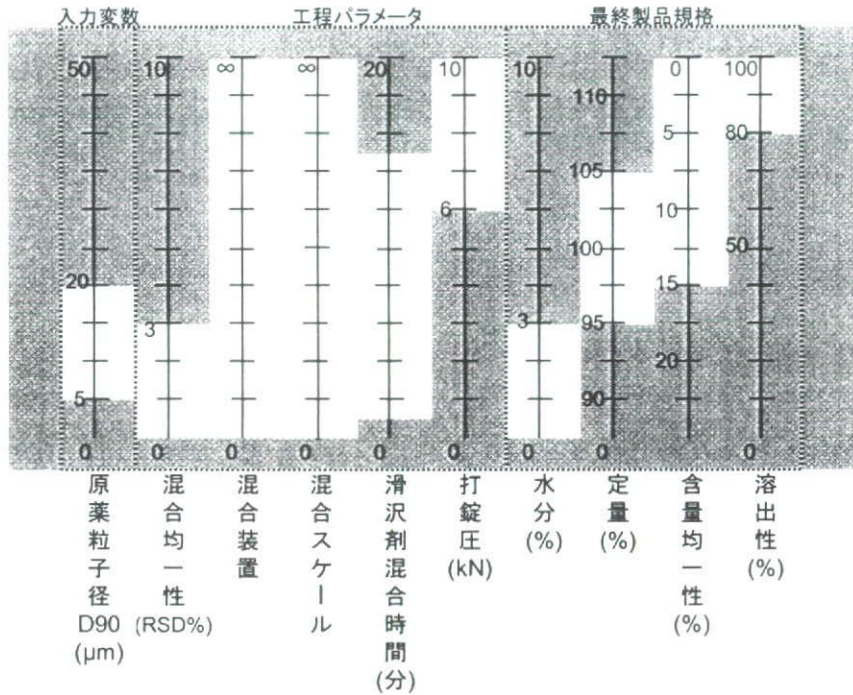 入力変数 工程パラメータ 最終製品規格
50 10 ∞ ∞ 20 10 10 0 100
110
5 80
105
6 10
100 50
20 15
3 3 95
20
5 90
0 0 0 0 0 0 0 0 0
原薬粒子径 D90 (μm)
混合均一性 (RSD%)
混合装置
混合スケール
滑沢剤混合時間(分)
打錠圧 (kN)
水分 (%)
定量 (%)
含量均一性 (%)
溶出性 (%)